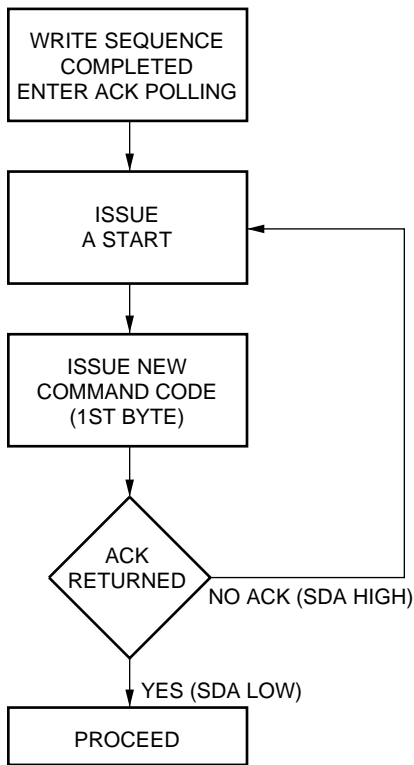 WRITE SEQUENCE
COMPLETED
ENTER ACK POLLING
ISSUE
A START
ISSUE NEW
COMMAND CODE
(1ST BYTE)
ACK
RETURNED
NO ACK (SDA HIGH)
YES (SDA LOW)
PROCEED